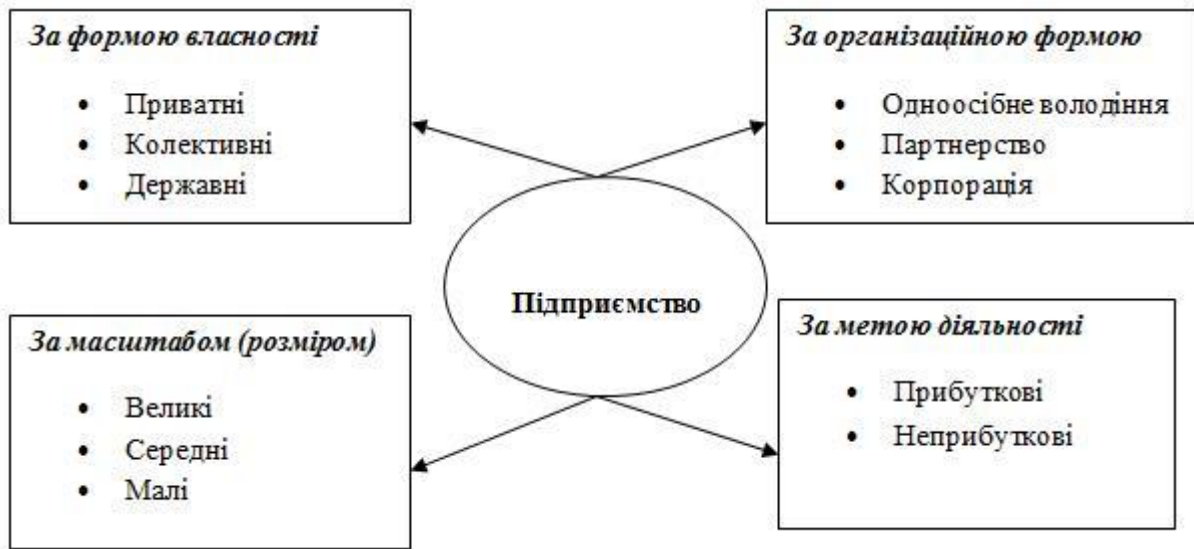 За формою власності
• Приватні
• Колективні
• Державні
За організаційною формою
• Одноосібне володіння
• Партнерство
• Корпорація
Підприємство
За масштабом (розміром)
• Великі
• Середні
• Малі
За метою діяльності
• Прибуткові
• Неприбуткові